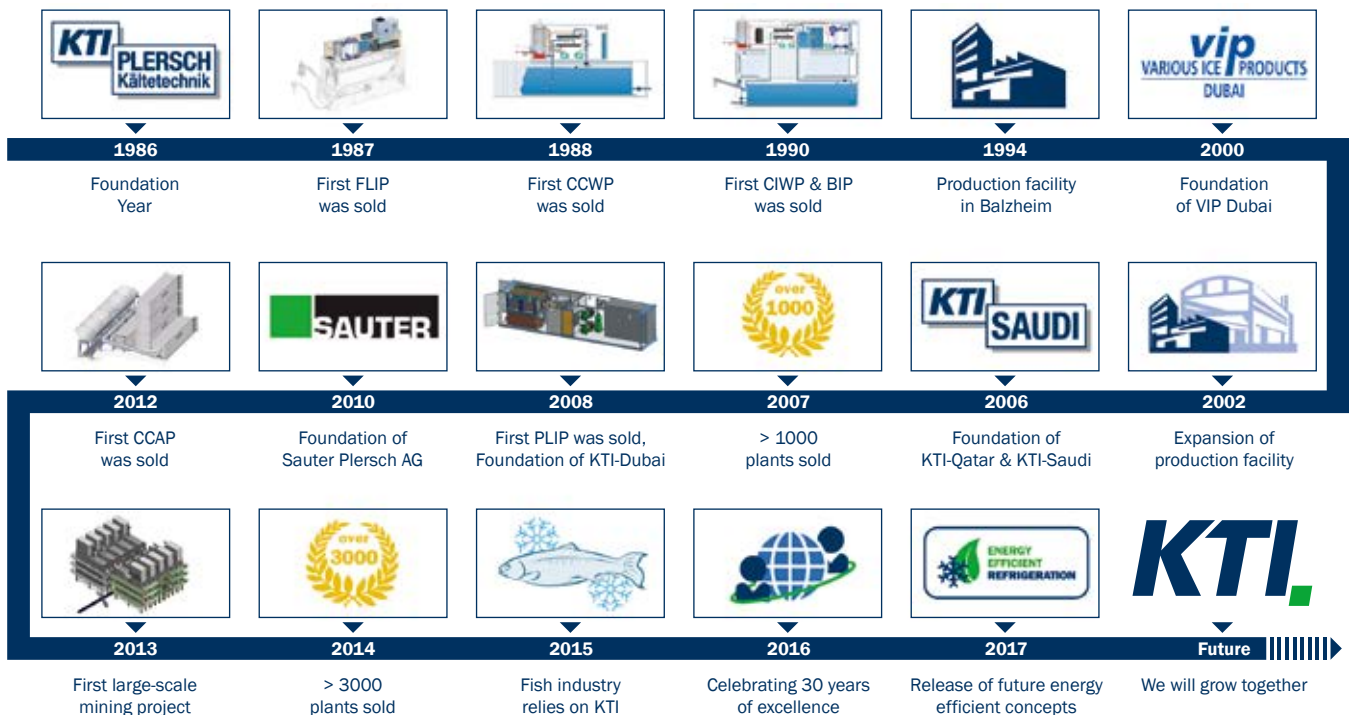 KTI
PLERSCH
Kältetechnik
vip
VARIOUS ICE PRODUCTS
DUBAI
1986
1987
1988
1990
1994
2000
Foundation
Year
First FLIP
was sold
First CCWP
was sold
First CIWP & BIP
was sold
Production facility
in Balzheim
Foundation
of VIP Dubai
SAUTER
over
1000
KTI
SAUDI
2012
2010
2008
2007
2006
2002
First CCAP
was sold
Foundation of
Sauter Plersch AG
First PLIP was sold,
Foundation of KTI-Dubai
> 1000
plants sold
Foundation of
KTI-Qatar & KTI-Saudi
Expansion of
production facility
over
3000
ENERGY
EFFICIENT
REFRIGERATION
KTI.
2013
2014
2015
2016
2017
Future
First large-scale
mining project
> 3000
plants sold
Fish industry
relies on KTI
Celebrating 30 years
of excellence
Release of future energy
efficient concepts
We will grow together